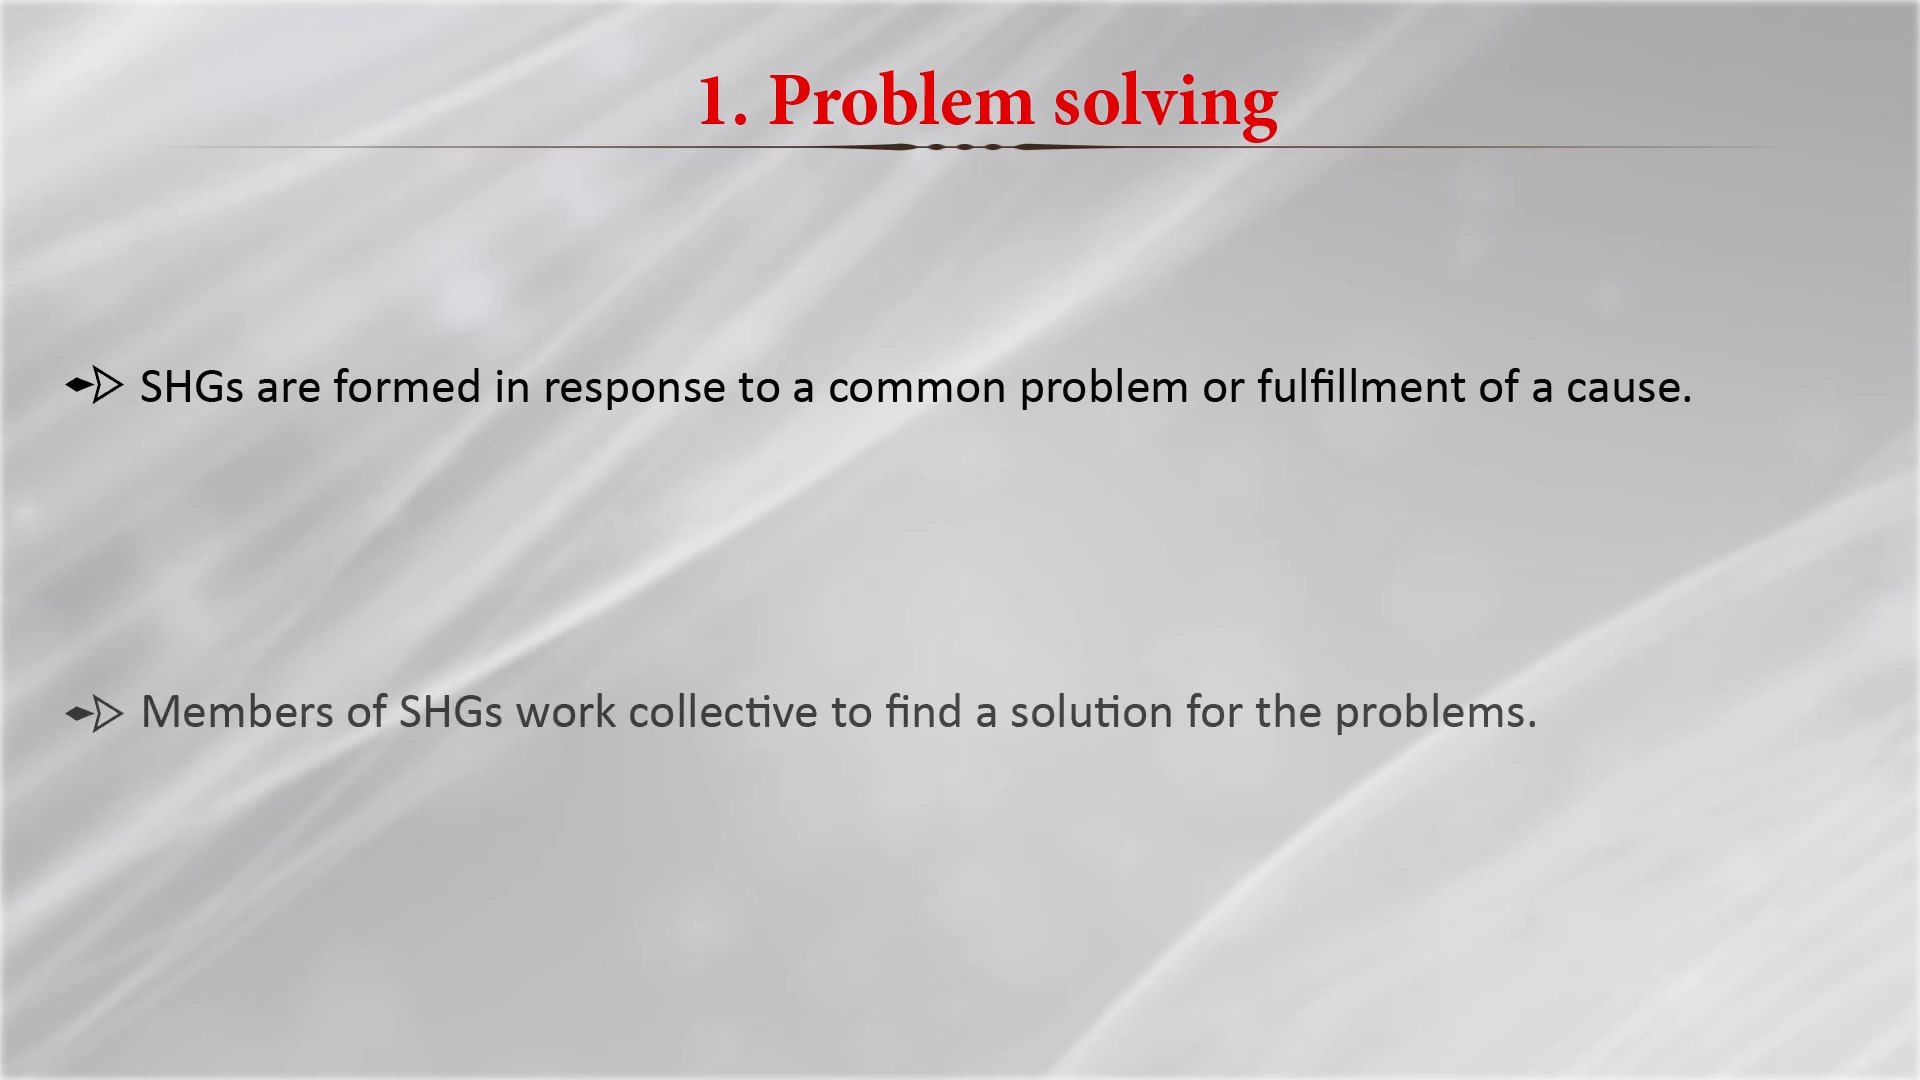 1. Problem solving
SHGs are formed in response to a common problem or fulfillment of a cause.
Members of SHGs work collective to find a solution for the problems.